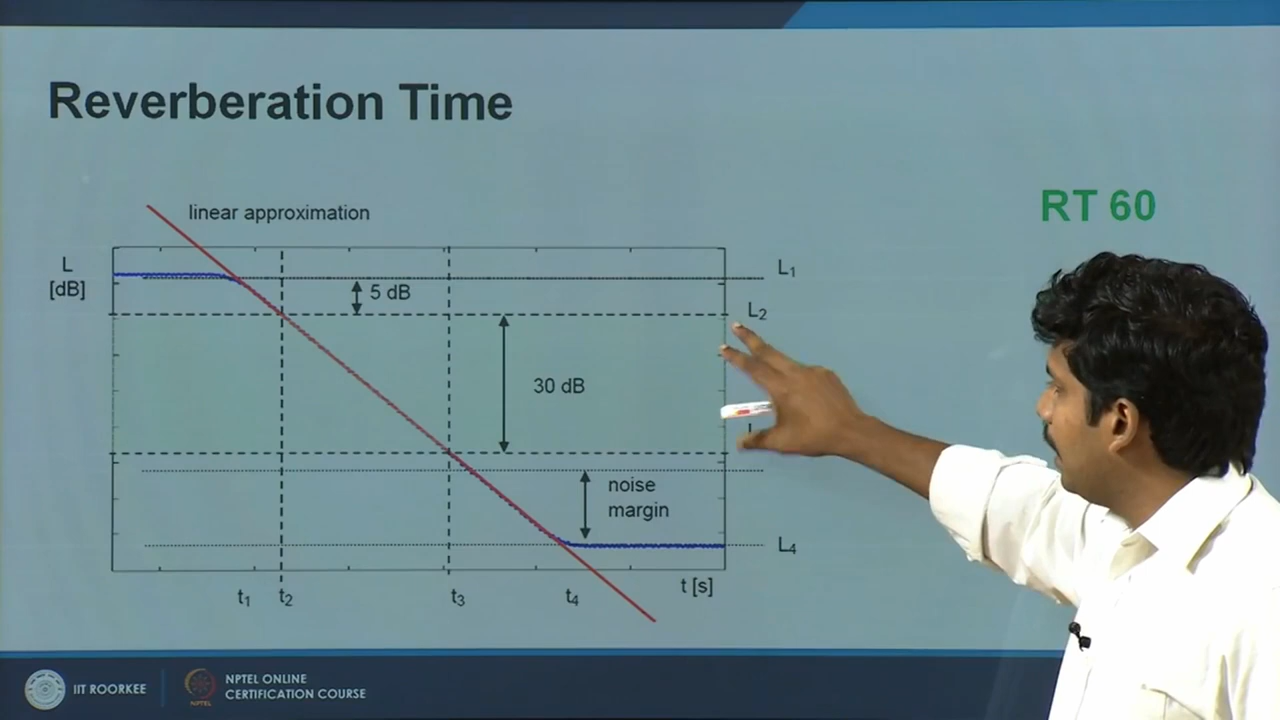 Reverberation Time
RT 60
linear approximation
L
[dB]
L1
5 dB
L2
30 dB
noise
margin
L4
t [s]
t1
t2
t3
t4
IIT ROORKEE
NPTEL ONLINE
CERTIFICATION COURSE
NPTEL